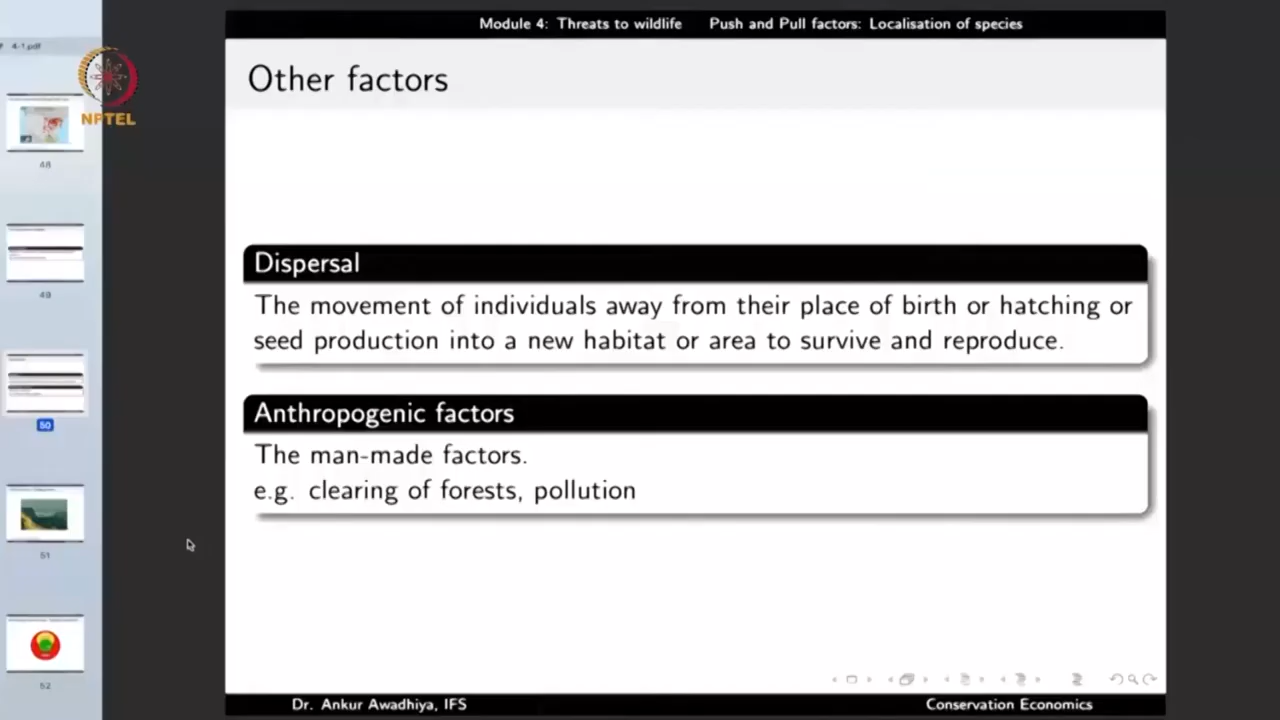 Module 4: Threats to wildlife Push and Pull factors: Localisation of species
4-1.pdf
NPTEL
Other factors
48
Dispersal
The movement of individuals away from their place of birth or hatching or
seed production into a new habitat or area to survive and reproduce.
49
Anthropogenic factors
The man-made factors.
e.g. clearing of forests, pollution
50
51
52
Dr. Ankur Awadhiya, IFS Conservation Economics